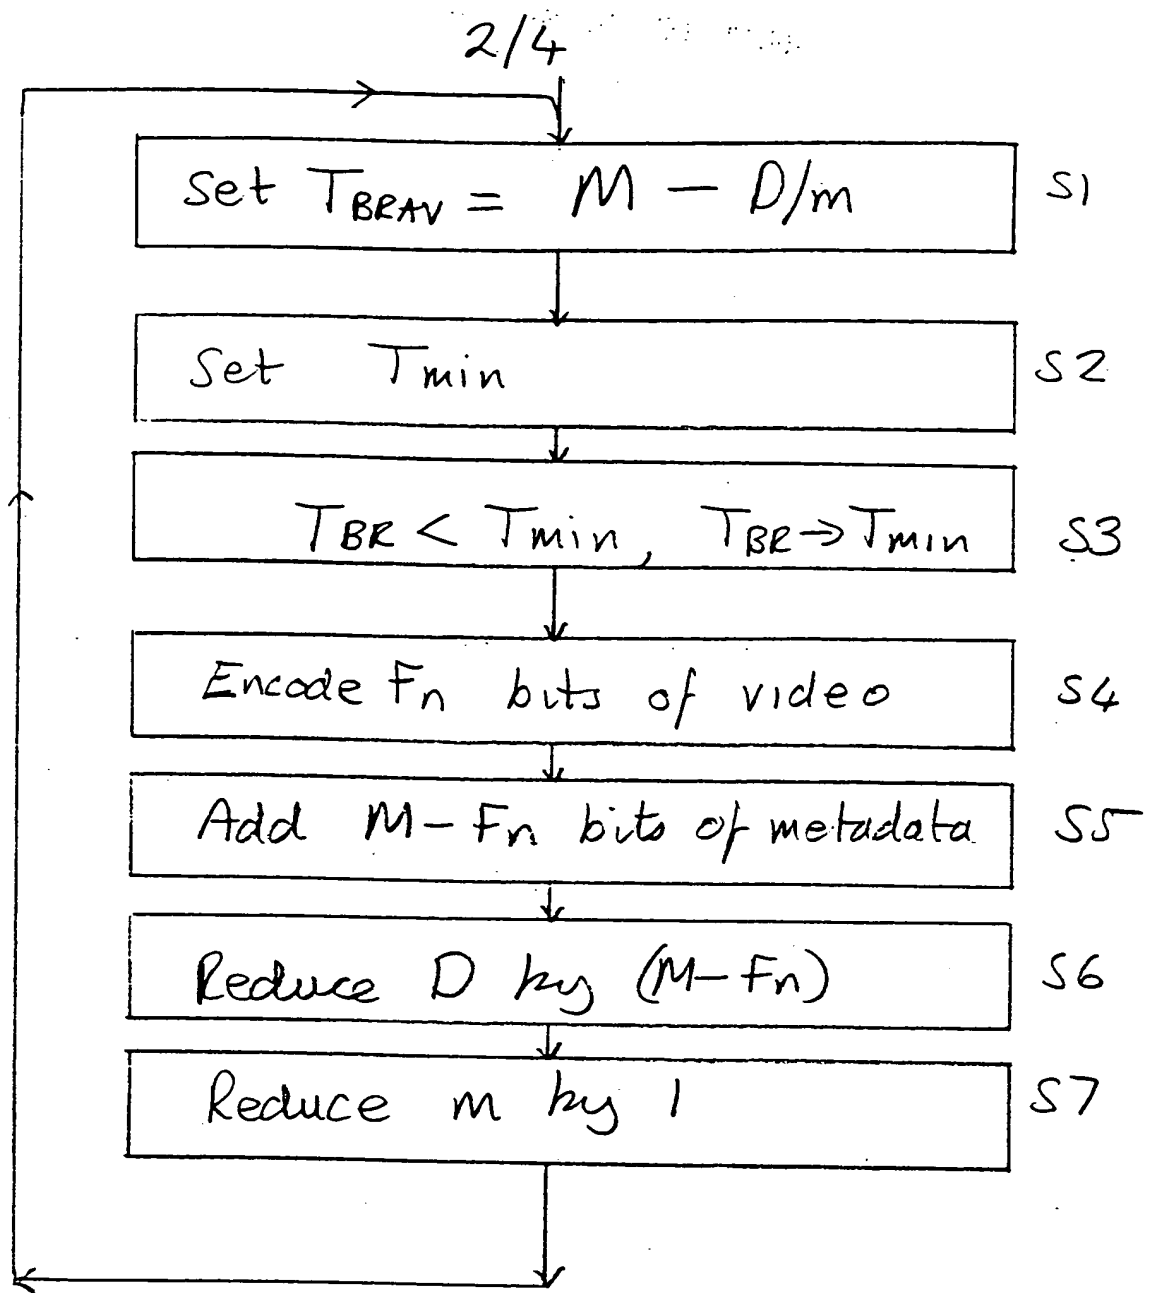 2/4
Set TBRAV = M - D/m S1
Set Tmin S2
TBR < Tmin, TBR → Tmin S3
Encode Fn bits of video S4
Add M-Fn bits of metadata S5
Reduce D by (M-Fn) S6
Reduce m by 1 S7